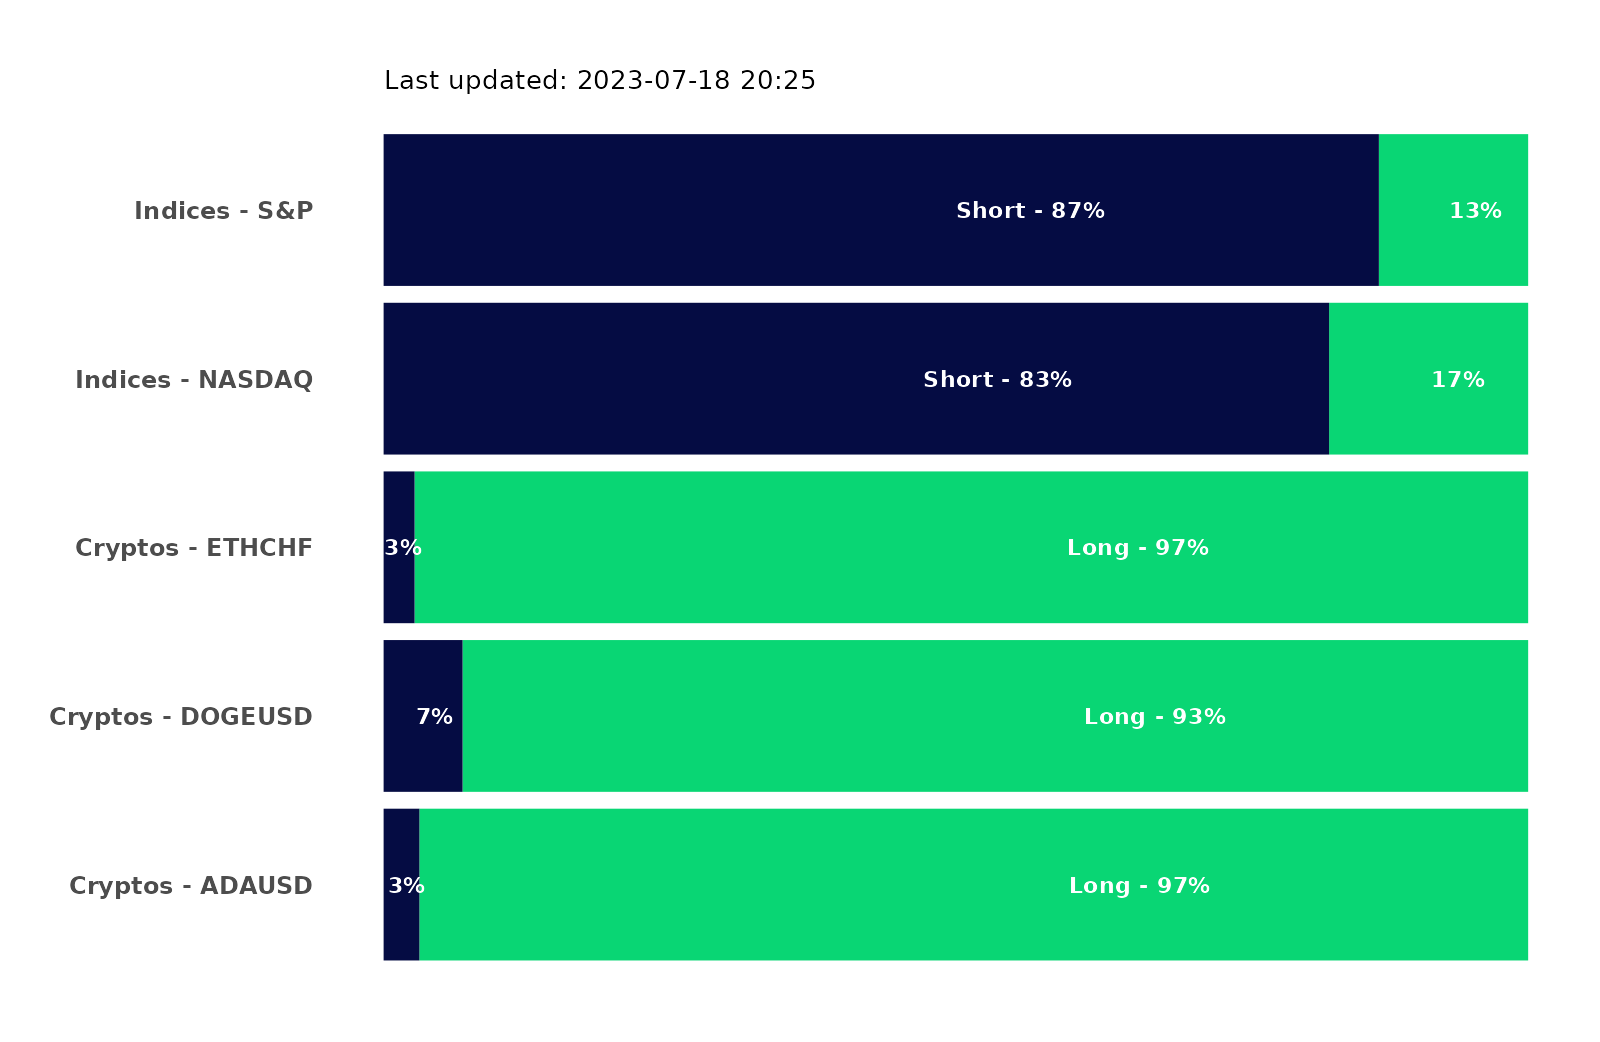 Last updated: 2023-07-18 20:25
Indices - S&P Short - 87% 13%
Indices - NASDAQ Short - 83% 17%
Cryptos - ETHCHF 3% Long - 97%
Cryptos - DOGEUSD 7% Long - 93%
Cryptos - ADAUSD 3% Long - 97%